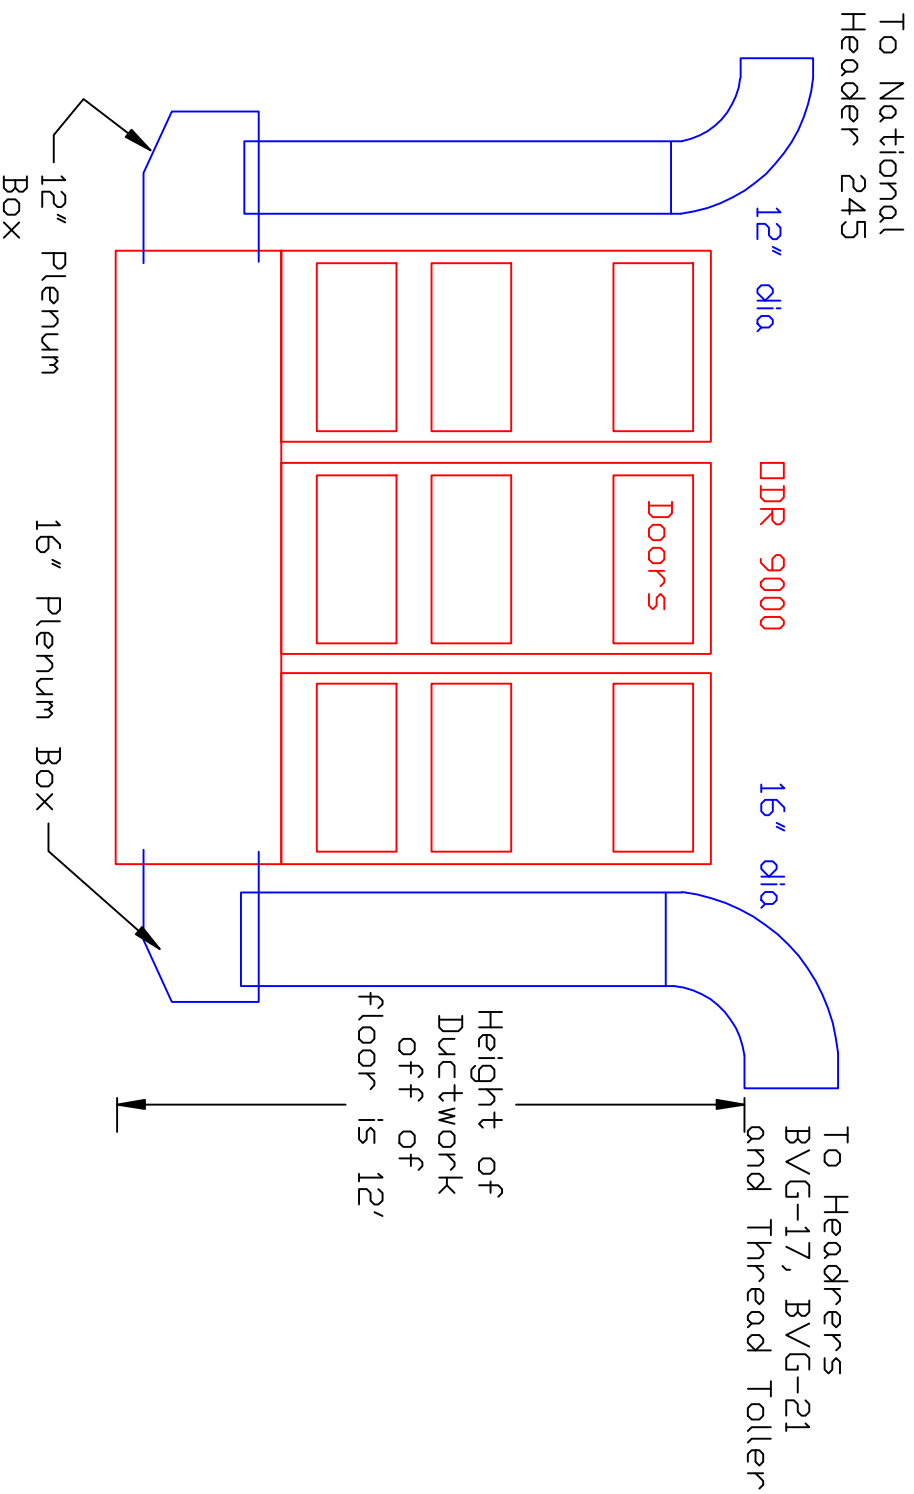 To National
Header 245
12" dia
ODR 9000
16" dia
To Headrers
BVG-17, BVG-21
and Thread Toller
Doors
Height of
Ductwork
off of
floor is 12'
12" Plenum
Box
16" Plenum Box